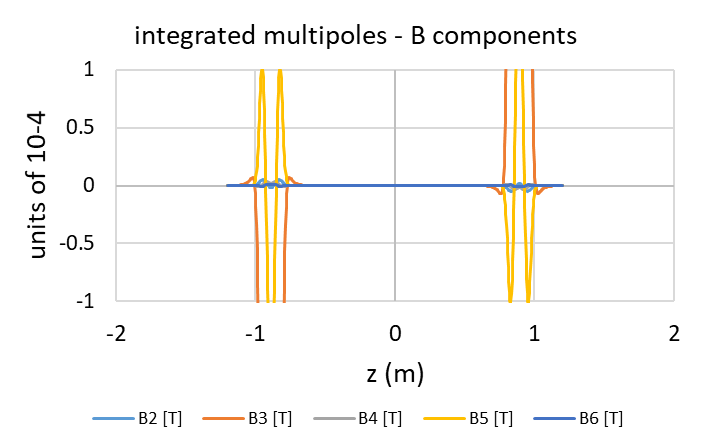 integrated multipoles - B components
units of 10-4
1
0.5
0
-0.5
-1
-2 -1 0 1 2
z (m)
B2 [T] B3 [T] B4 [T] B5 [T] B6 [T]